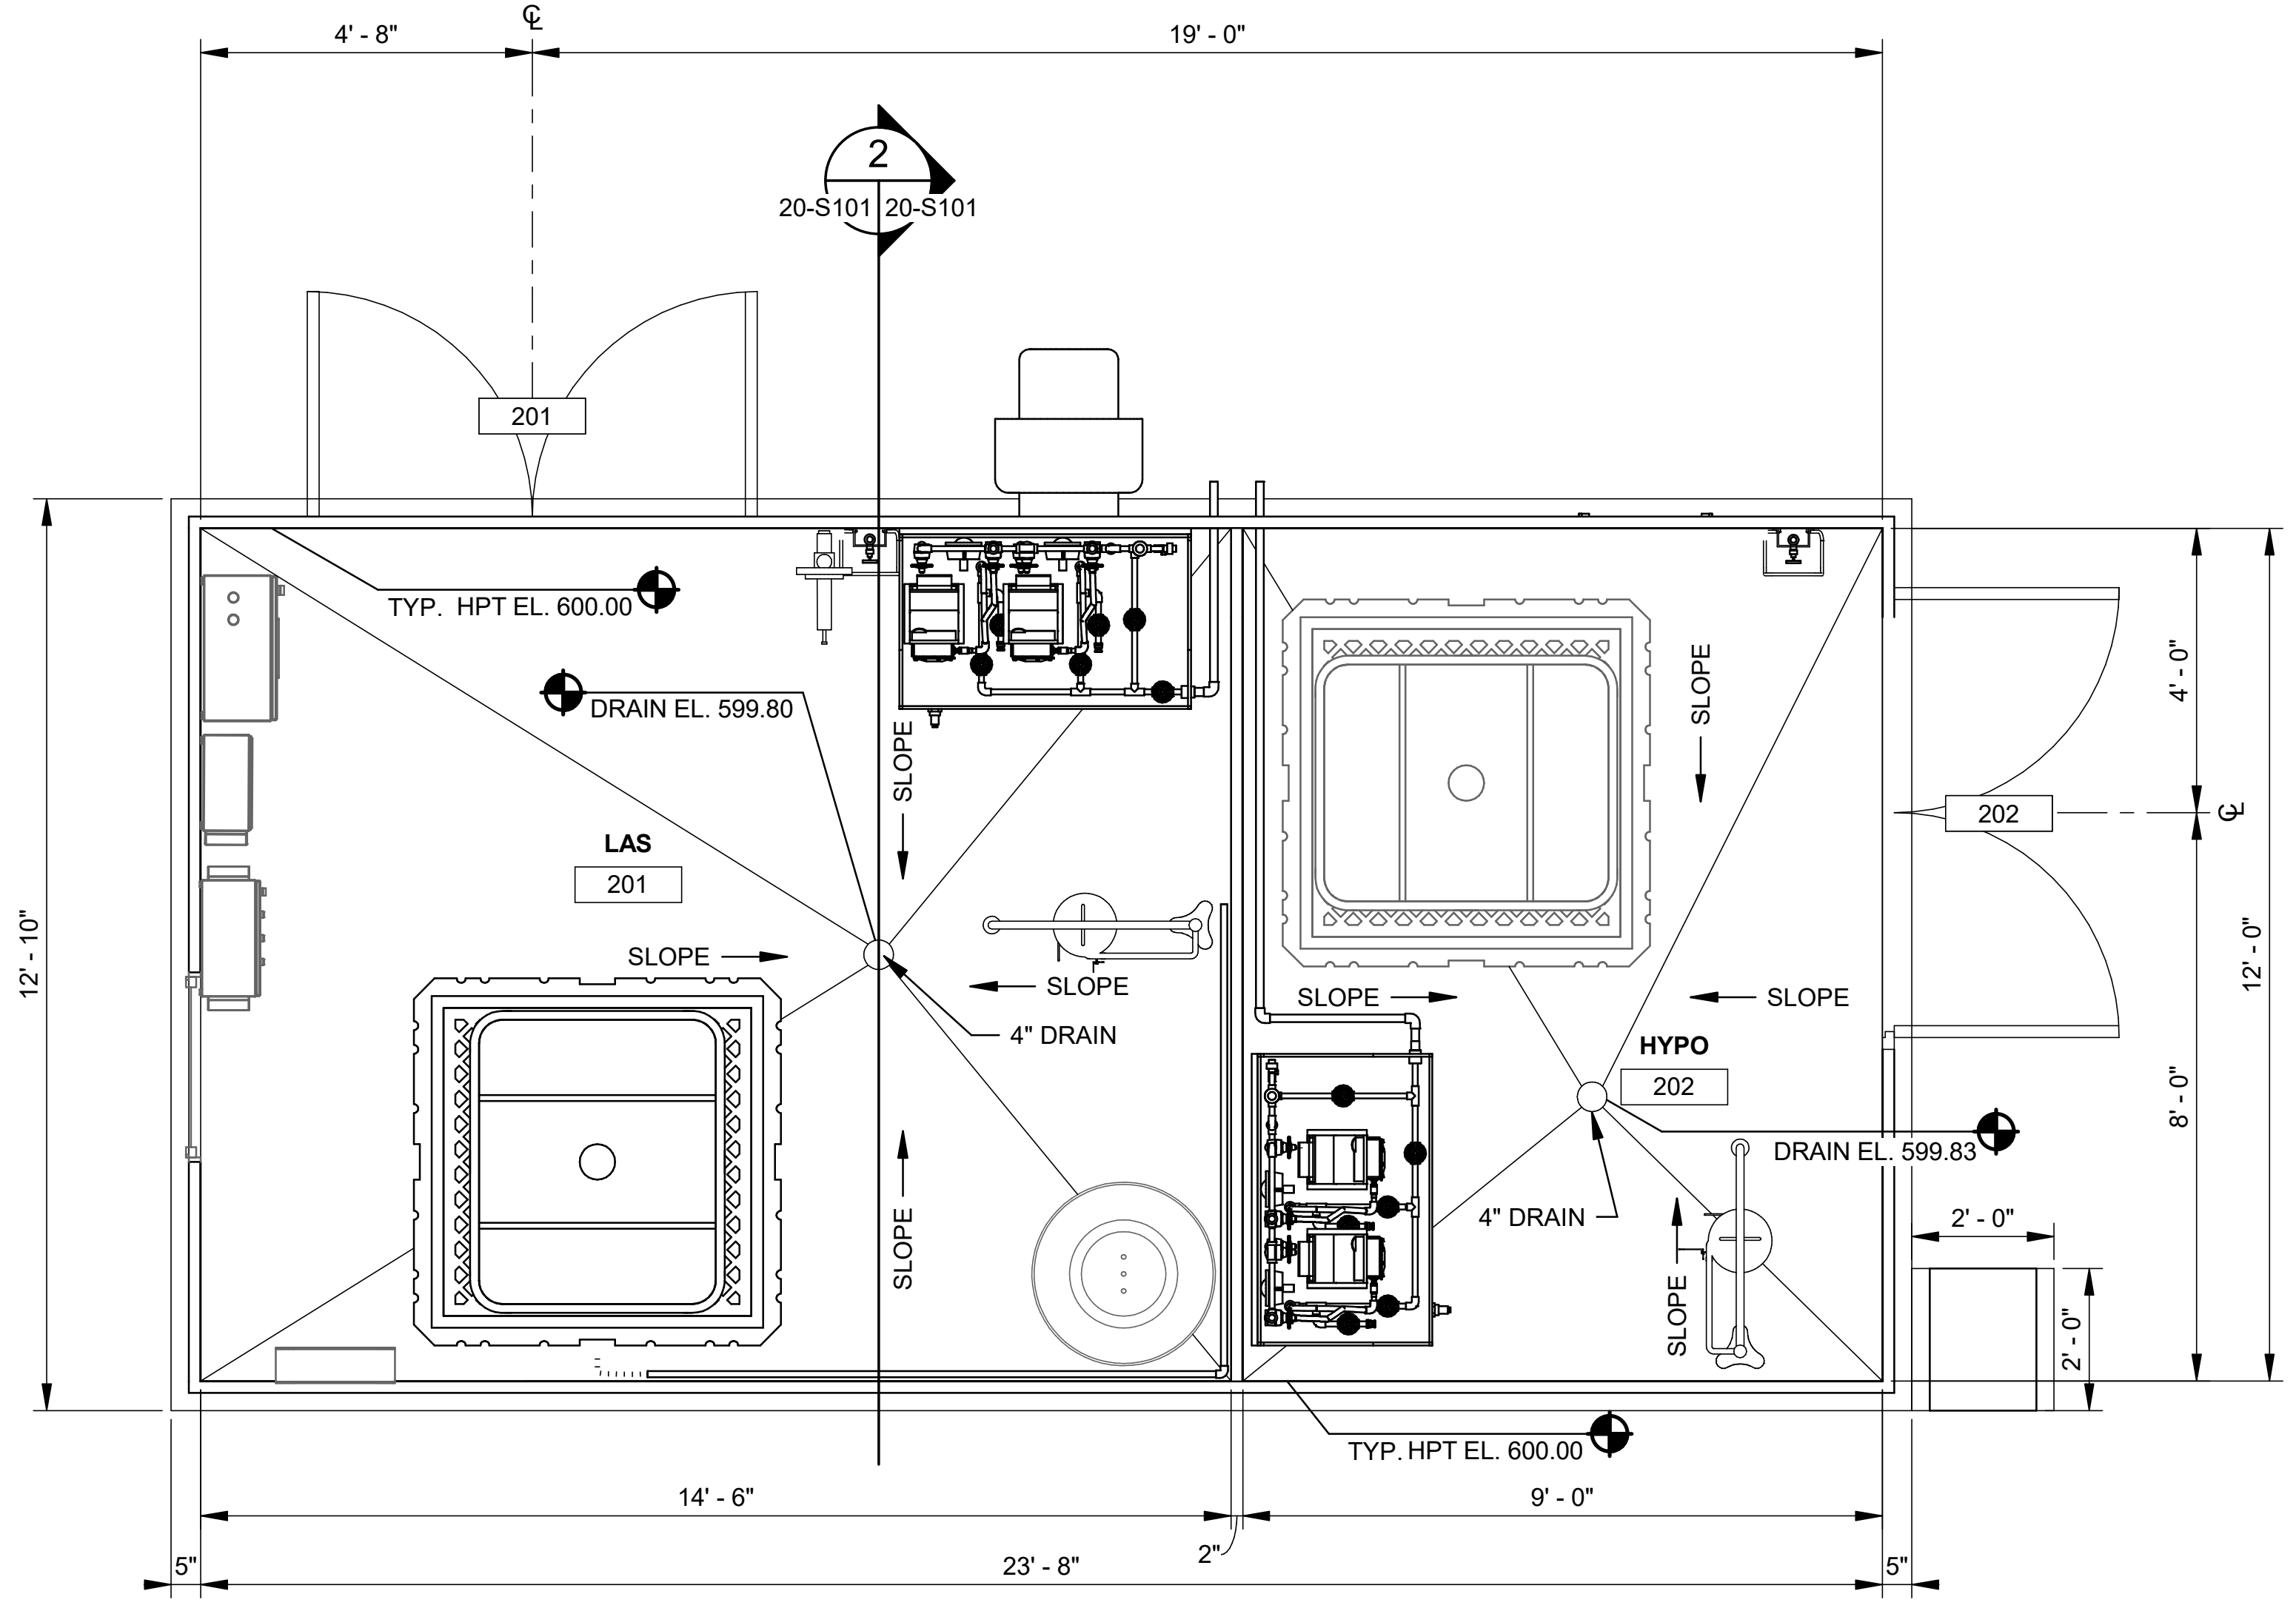 ℄
4' - 8"
19' - 0"
2
20-S101 20-S101
201
TYP. HPT EL. 600.00
DRAIN EL. 599.80
SLOPE
SLOPE
4' - 0"
202
℄
LAS
201
12' - 10"
12' - 0"
SLOPE
SLOPE
SLOPE
SLOPE
4" DRAIN
HYPO
202
8' - 0"
DRAIN EL. 599.83
4" DRAIN
2' - 0"
SLOPE
SLOPE
2' - 0"
TYP. HPT EL. 600.00
14' - 6"
9' - 0"
2"
5"
23' - 8"
5"